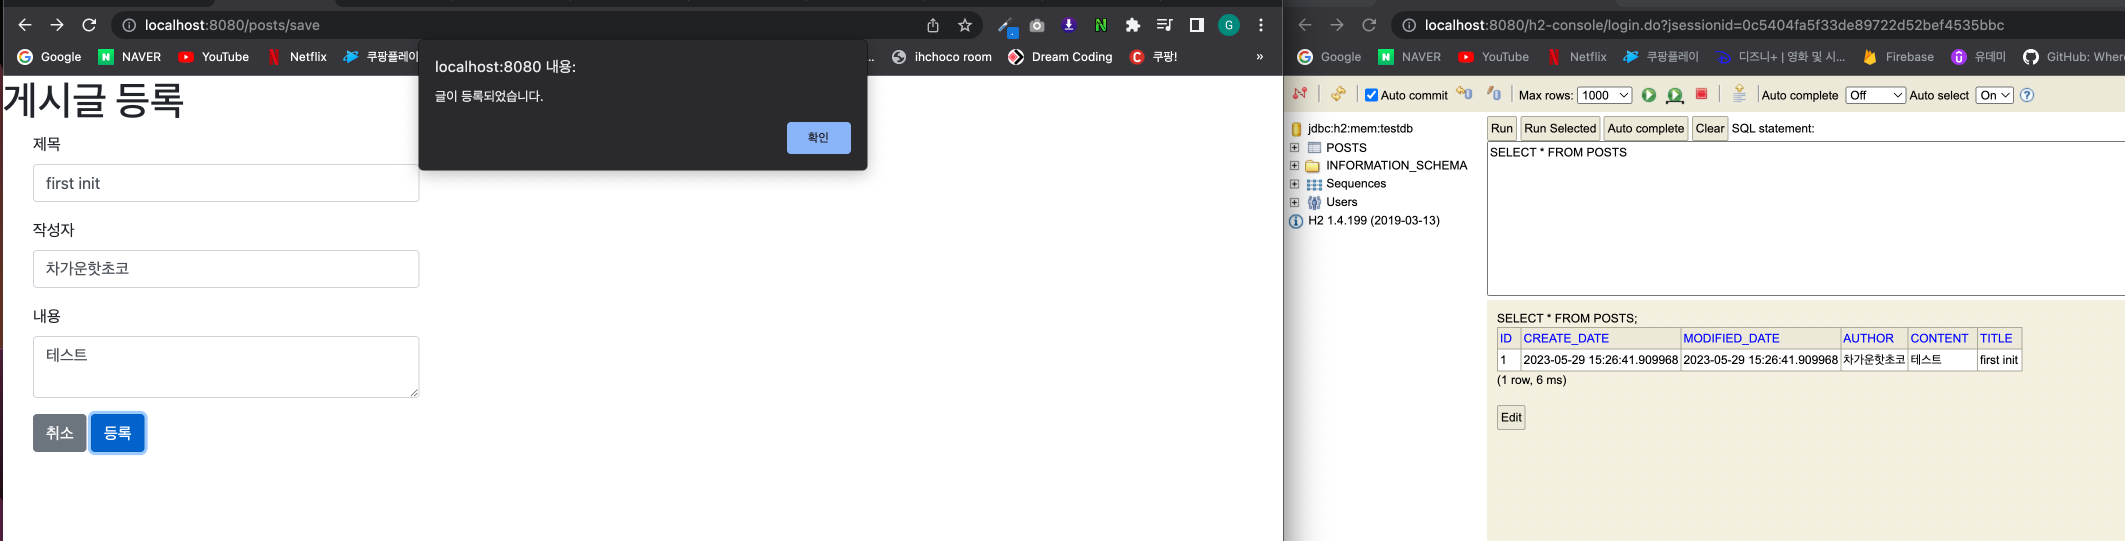 localhost:8080/posts/save
G
Google
NAVER
YouTube
Netflix
쿠팡플레이
...
ihchoco room
Dream Coding
쿠팡!
»
localhost:8080 내용:
글이 등록되었습니다.
확인
게시글 등록
제목
first init
작성자
차가운핫초코
내용
테스트
취소
등록
localhost:8080/h2-console/login.do?jsessionid=0c5404fa5f33de89722d52bef4535bbc
Google
NAVER
YouTube
Netflix
쿠팡플레이
디즈니+ | 영화 및 시...
Firebase
유데미
GitHub: Where
Auto commit
Max rows: 1000
Auto complete Off
Auto select On
jdbc:h2:mem:testdb
POSTS
INFORMATION_SCHEMA
Sequences
Users
H2 1.4.199 (2019-03-13)
Run Run Selected Auto complete Clear SQL statement:
SELECT * FROM POSTS
SELECT * FROM POSTS;
ID CREATE_DATE MODIFIED_DATE AUTHOR CONTENT TITLE
1 2023-05-29 15:26:41.909968 2023-05-29 15:26:41.909968 차가운핫초코 테스트 first init
(1 row, 6 ms)
Edit